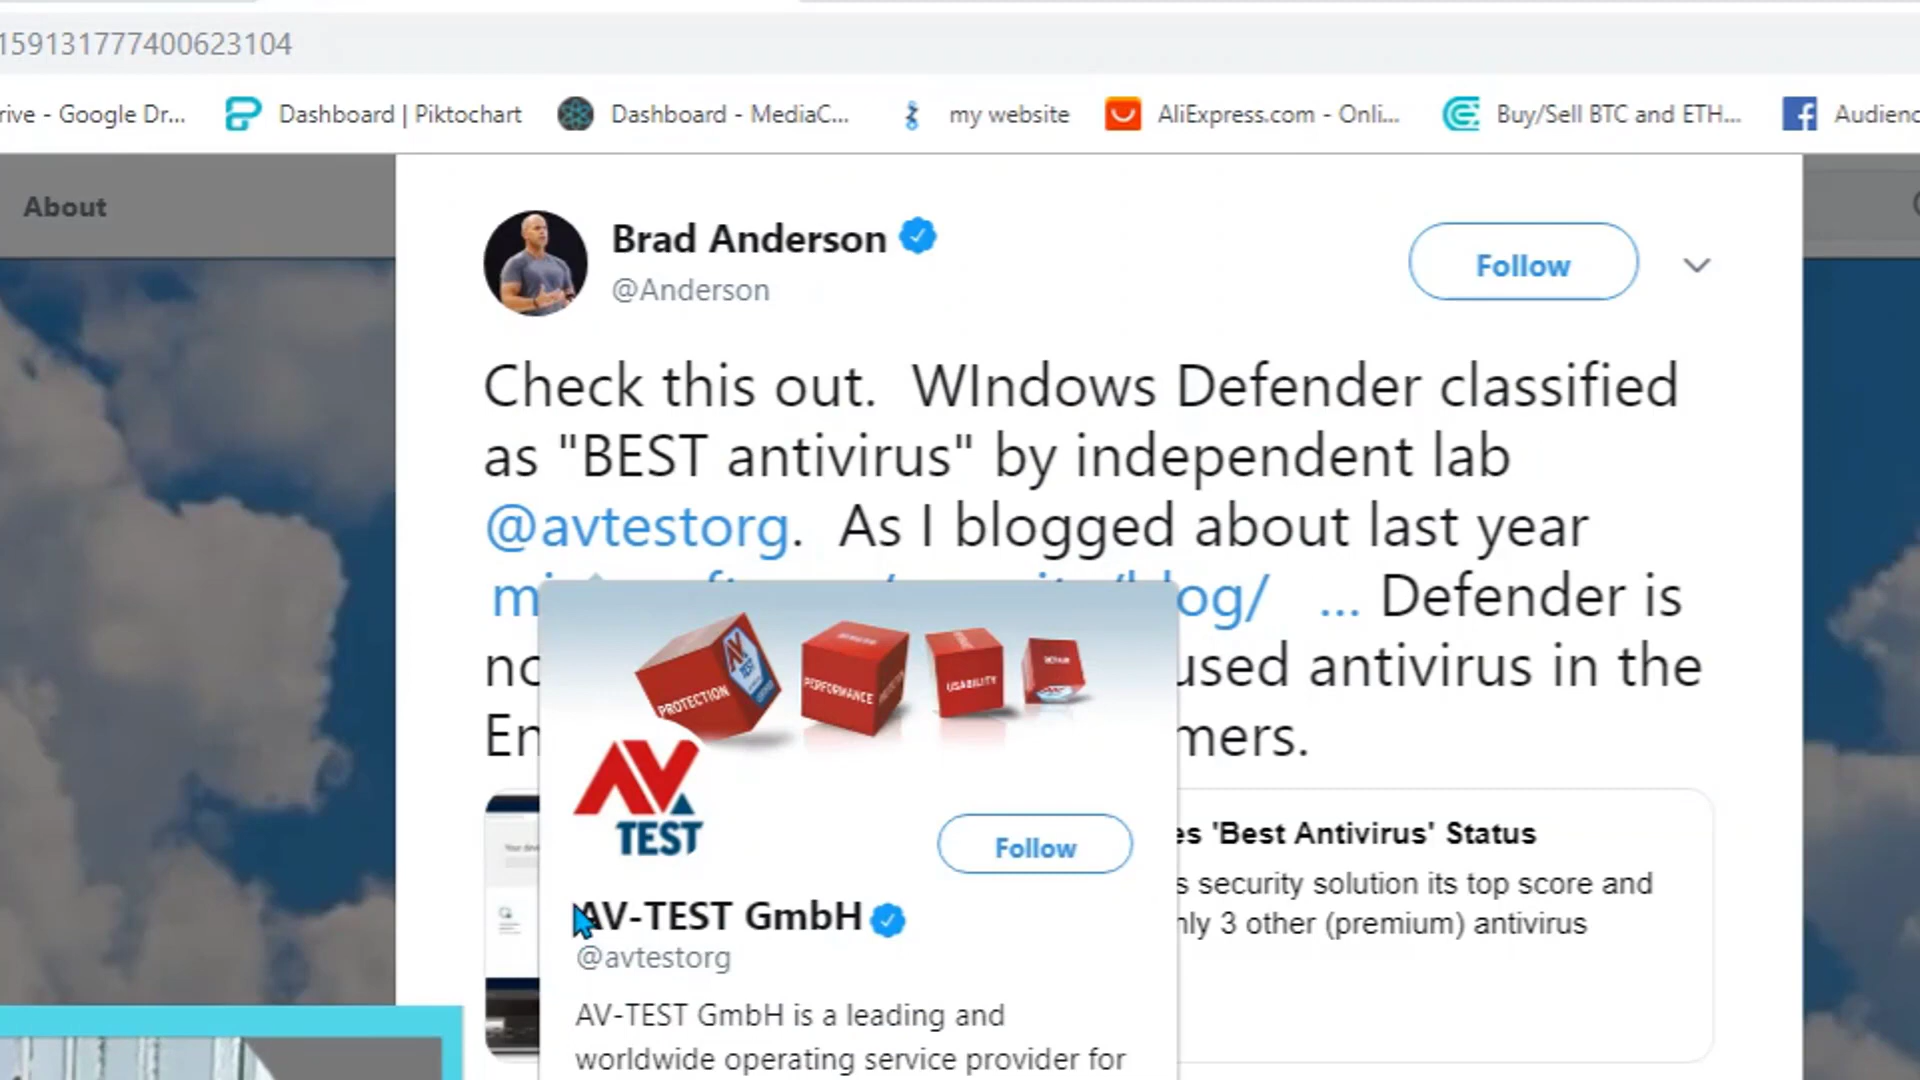 159131777400623104
rive - Google Dr...
Dashboard | Piktochart
Dashboard - MediaC...
my website
AliExpress.com - Onli...
Buy/Sell BTC and ETH...
Audienc
About
Brad Anderson
@Anderson
Follow
Check this out. WIndows Defender classified
as "BEST antivirus" by independent lab
@avtestorg. As I blogged about last year
og/ ... Defender is
used antivirus in the
mers.
PROTECTION
AV TEST
PERFORMANCE
USABILITY
REPAIR
AV
TEST
Follow
AV-TEST GmbH
@avtestorg
AV-TEST GmbH is a leading and
worldwide operating service provider for
es 'Best Antivirus' Status
s security solution its top score and
nly 3 other (premium) antivirus